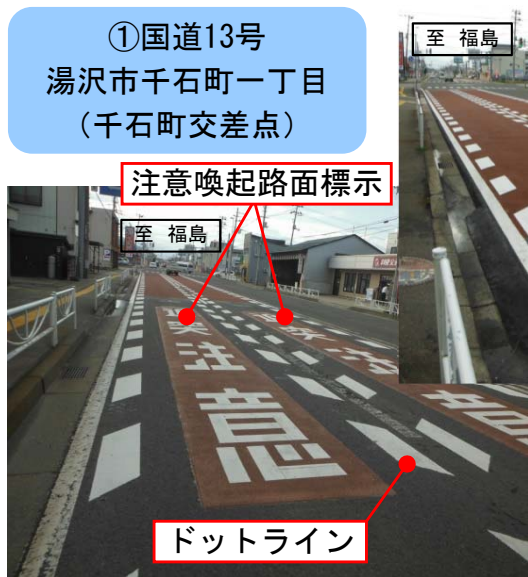 ①国道13号
湯沢市千石町一丁目
(千石町交差点)
至 福島
注意喚起路面標示
至 福島
ドットライン